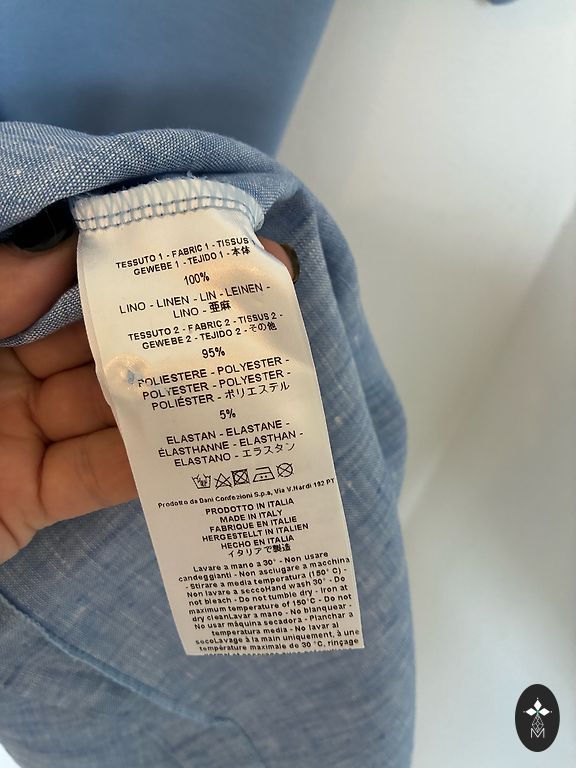 TESSUTO 1 - FABRIC 1 - TISSUS
GEWEBE 1 - TEJIDO 1 - 本体
100%
LINO - LINEN - LIN - LEINEN -
LINO - 亜麻
TESSUTO 2 - FABRIC 2 - TISSUS 2 -
GEWEBE 2 - TEJIDO 2 - その他
95%
POLIESTERE - POLYESTER -
POLYESTER - POLYESTER -
POLIÉSTER - ポリエステル
5%
ELASTAN - ELASTANE -
ÉLASTHANNE - ELASTHAN -
ELASTANO - エラスタン
Prodotto da Dani Confezioni S.p.a, Via V.Nardi 192 PT
PRODOTTO IN ITALIA
MADE IN ITALY
FABRIQUE EN ITALIE
HERGESTELLT IN ITALIEN
HECHO EN ITALIA
イタリアで製造
Lavare a mano a 30° - Non usare
candeggianti - Non asciugare a macchina
- Stirare a media temperatura (150° C) -
Non lavare a seccoHand wash 30° - Do
not bleach - Do not tumble dry - Iron at
maximum temperature of 150°C - Do not
dry cleanLavar a mano - No blanquear -
No usar máquina secadora - Planchar a
temperatura media - No lavar al
secoLavage à la main uniquement, à une
température maximale de 30 °C, rinçage
M